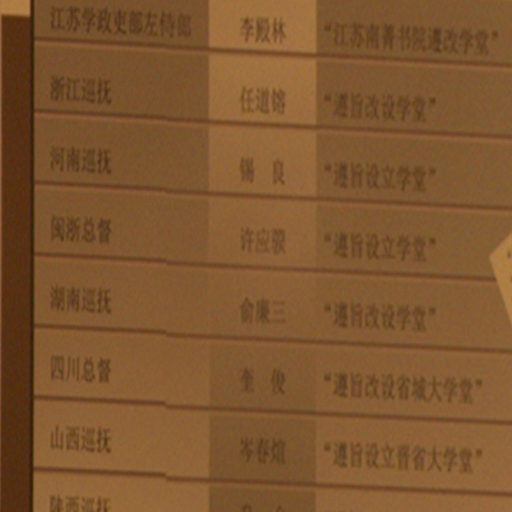 江苏学政吏部左侍郎 李殿林 “江苏南菁书院遵改学堂”
浙江巡抚 任道镕 “遵旨改设学堂”
河南巡抚 锡 良 “遵旨设立学堂”
闽浙总督 许应骙 “遵旨设立学堂”
湖南巡抚 俞廉三 “遵旨改设学堂”
四川总督 奎 俊 “遵旨改设省城大学堂”
山西巡抚 岑春煊 “遵旨设立晋省大学堂”
陕西巡抚